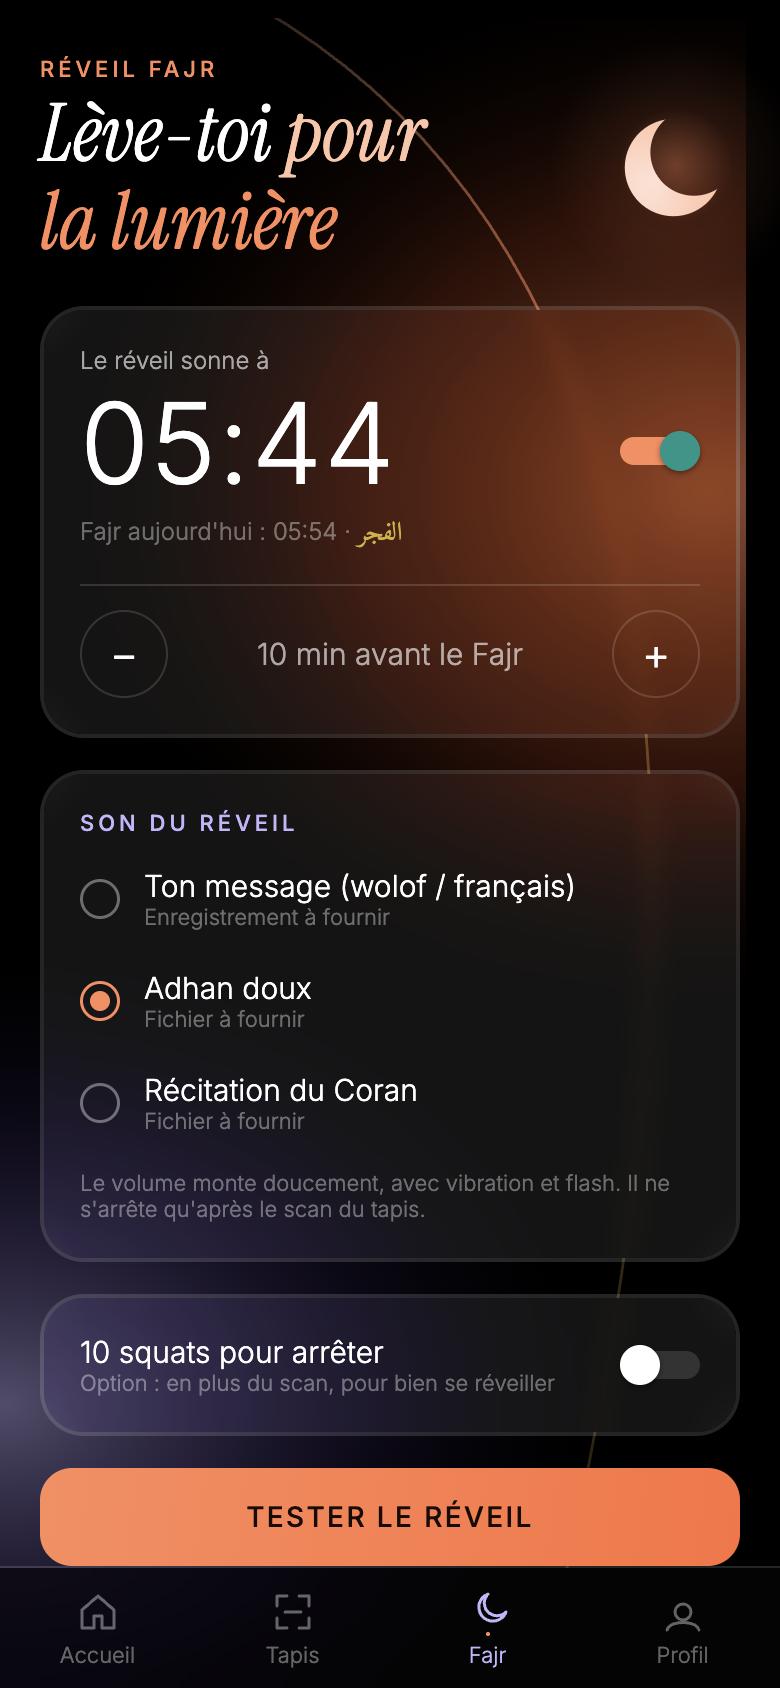 RÉVEIL FAJR
Lève-toi pour
la lumière
Le réveil sonne à
05:44
Fajr aujourd'hui : 05:54 · الفجر
− 10 min avant le Fajr +
SON DU RÉVEIL
Ton message (wolof / français)
Enregistrement à fournir
Adhan doux
Fichier à fournir
Récitation du Coran
Fichier à fournir
Le volume monte doucement, avec vibration et flash. Il ne
s'arrête qu'après le scan du tapis.
10 squats pour arrêter
Option : en plus du scan, pour bien se réveiller
TESTER LE RÉVEIL
Accueil Tapis Fajr Profil